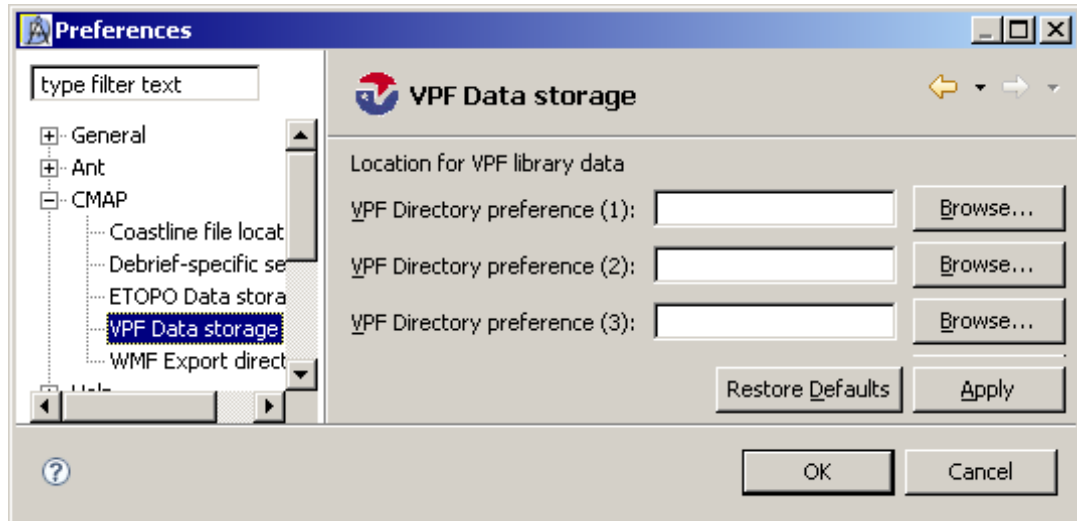 Preferences
type filter text
General
Ant
CMAP
Coastline file locat
Debrief-specific se
ETOPO Data stora
VPF Data storage
WMF Export direct
VPF Data storage
Location for VPF library data
VPF Directory preference (1):
Browse...
VPF Directory preference (2):
Browse...
VPF Directory preference (3):
Browse...
Restore Defaults
Apply
OK
Cancel